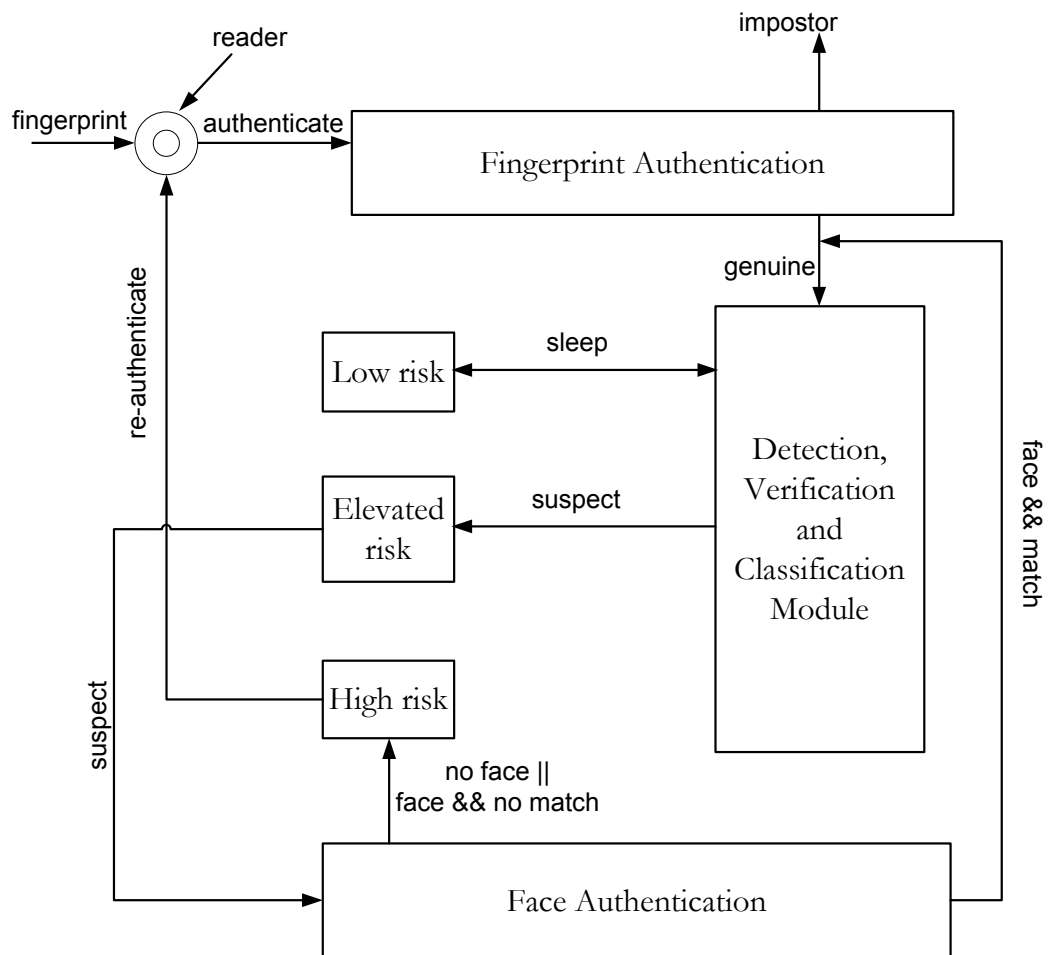 impostor
reader
fingerprint
authenticate
Fingerprint Authentication
genuine
re-authenticate
sleep
Low risk
Detection,
Verification
and
Classification
Module
face && match
suspect
Elevated
risk
High risk
suspect
no face ||
face && no match
Face Authentication